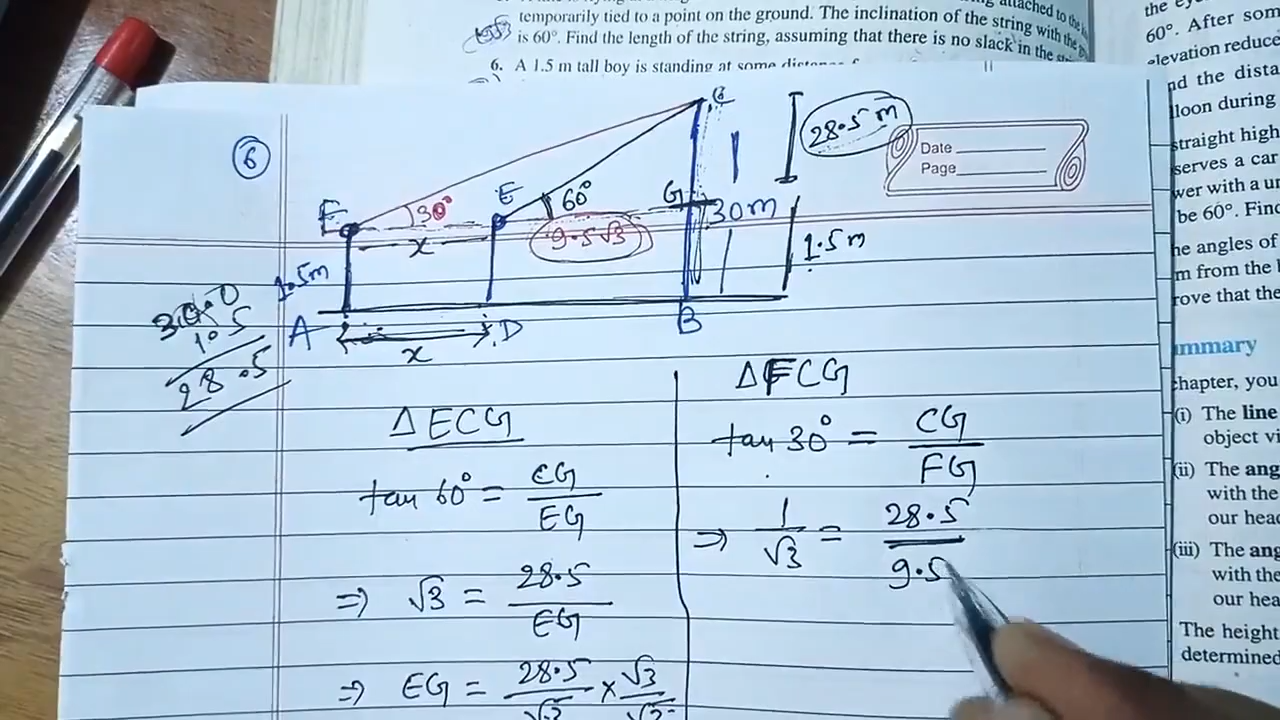 attached to the
temporarily tied to a point on the ground. The inclination of the string with the
is 60°. Find the length of the string, assuming that there is no slack in the
6. A 1.5 m tall boy is standing at some
60°. After som
elevation reduce
nd the dista
loon during
straight high
serves a car
wer with a
be 60°. Find
he angles of
m from the
rove that the
mmary
chapter, you
(i) The line
object vi
(ii) The ang
with the
our head
(iii) The ang
with the
our hea
The height
determined
Date
Page
6
C
28.5 m
F
30°
E
60°
G
30m
x
9.5√3
1.5m
1.5m
A
x
D
B
30.0
1.5
28.5
ΔECG
tan 60° = CG
EG
⇒ √3 = 28.5
EG
⇒ EG = 28.5 × √3
√3 √3
ΔFCG
tan 30° = CG
FG
⇒ 1 = 28.5
√3 9.5